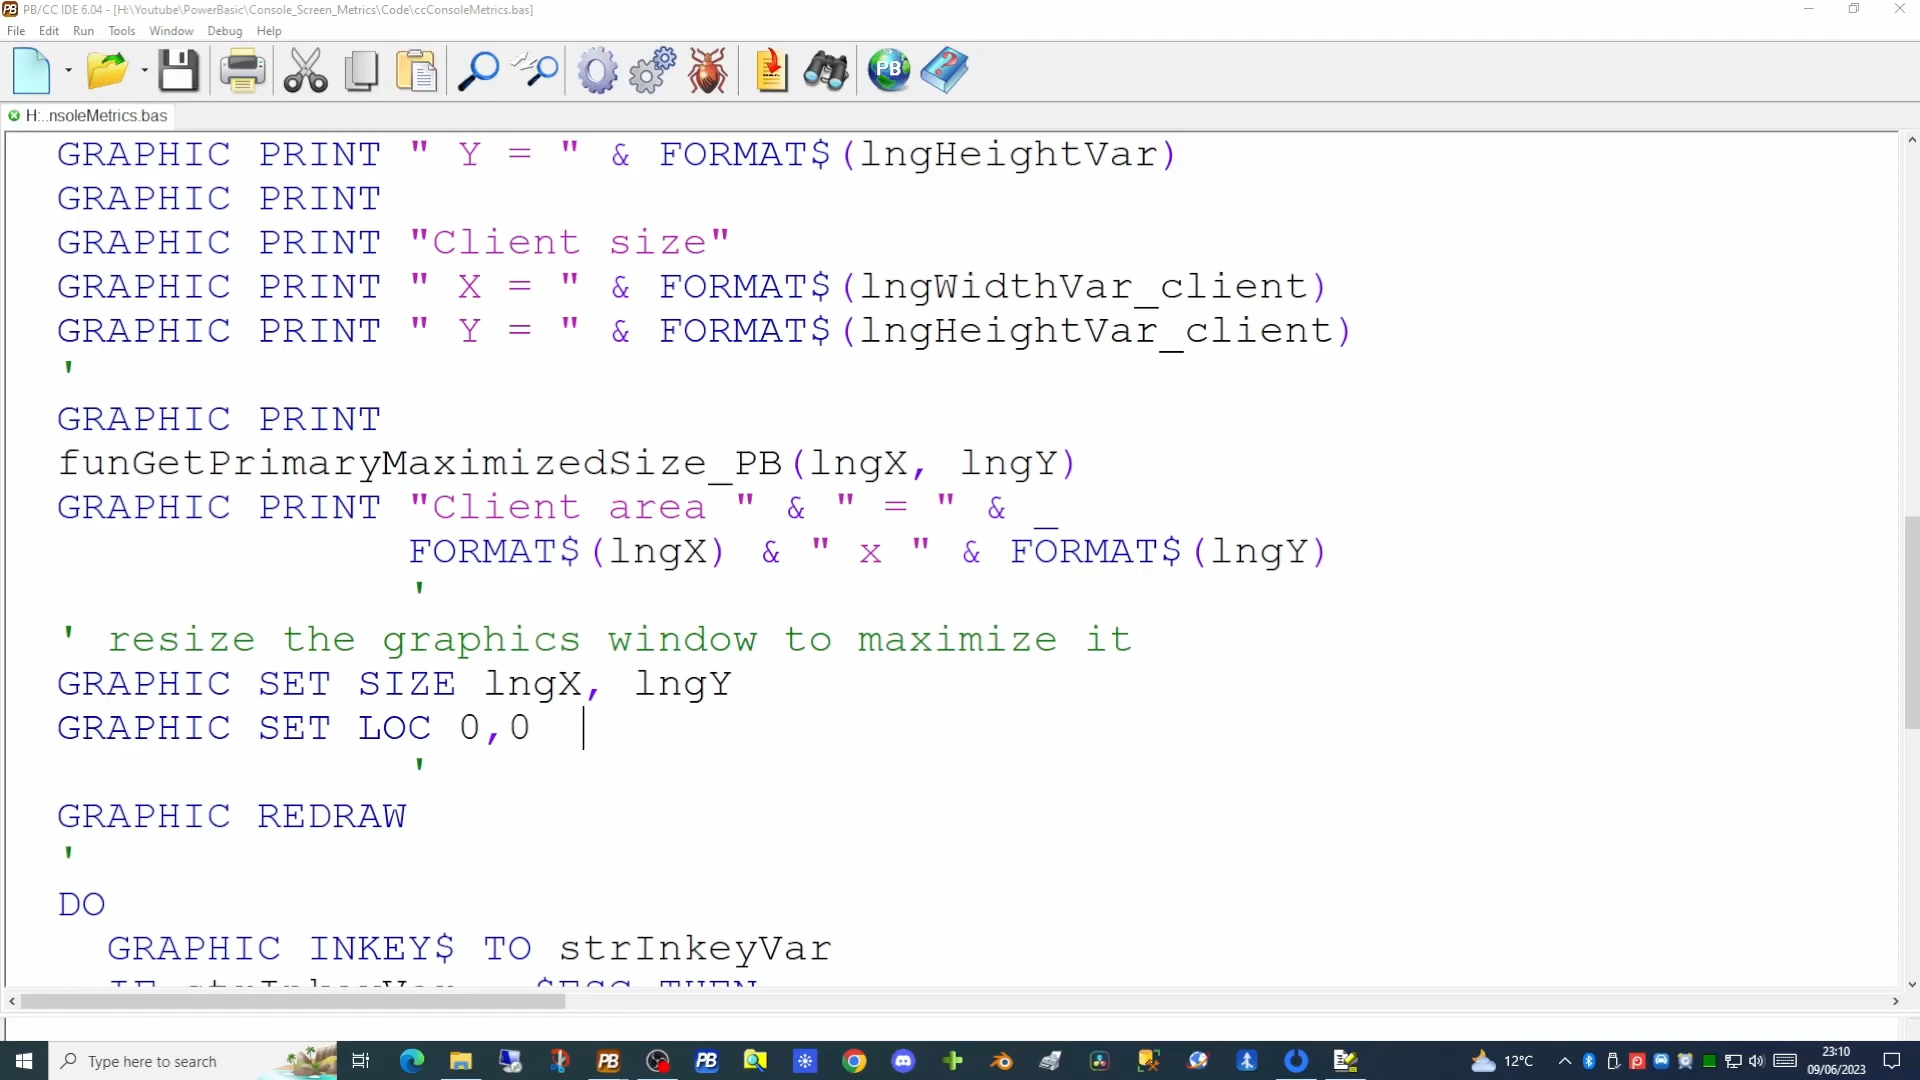 PB/CC IDE 6.04 - [H:\Youtube\PowerBasic\Console_Screen_Metrics\Code\ccConsoleMetrics.bas]
File Edit Run Tools Window Debug Help
H:..nsoleMetrics.bas
GRAPHIC PRINT " Y = " & FORMAT$(lngHeightVar)
GRAPHIC PRINT
GRAPHIC PRINT "Client size"
GRAPHIC PRINT " X = " & FORMAT$(lngWidthVar_client)
GRAPHIC PRINT " Y = " & FORMAT$(lngHeightVar_client)
'
GRAPHIC PRINT
funGetPrimaryMaximizedSize_PB(lngX, lngY)
GRAPHIC PRINT "Client area " & " = " & _
FORMAT$(lngX) & " x " & FORMAT$(lngY)
'
' resize the graphics window to maximize it
GRAPHIC SET SIZE lngX, lngY
GRAPHIC SET LOC 0,0
'
GRAPHIC REDRAW
'
DO
GRAPHIC INKEY$ TO strInkeyVar
IF strInkeyVar = $ESC THEN
Type here to search
12°C
23:10
09/06/2023